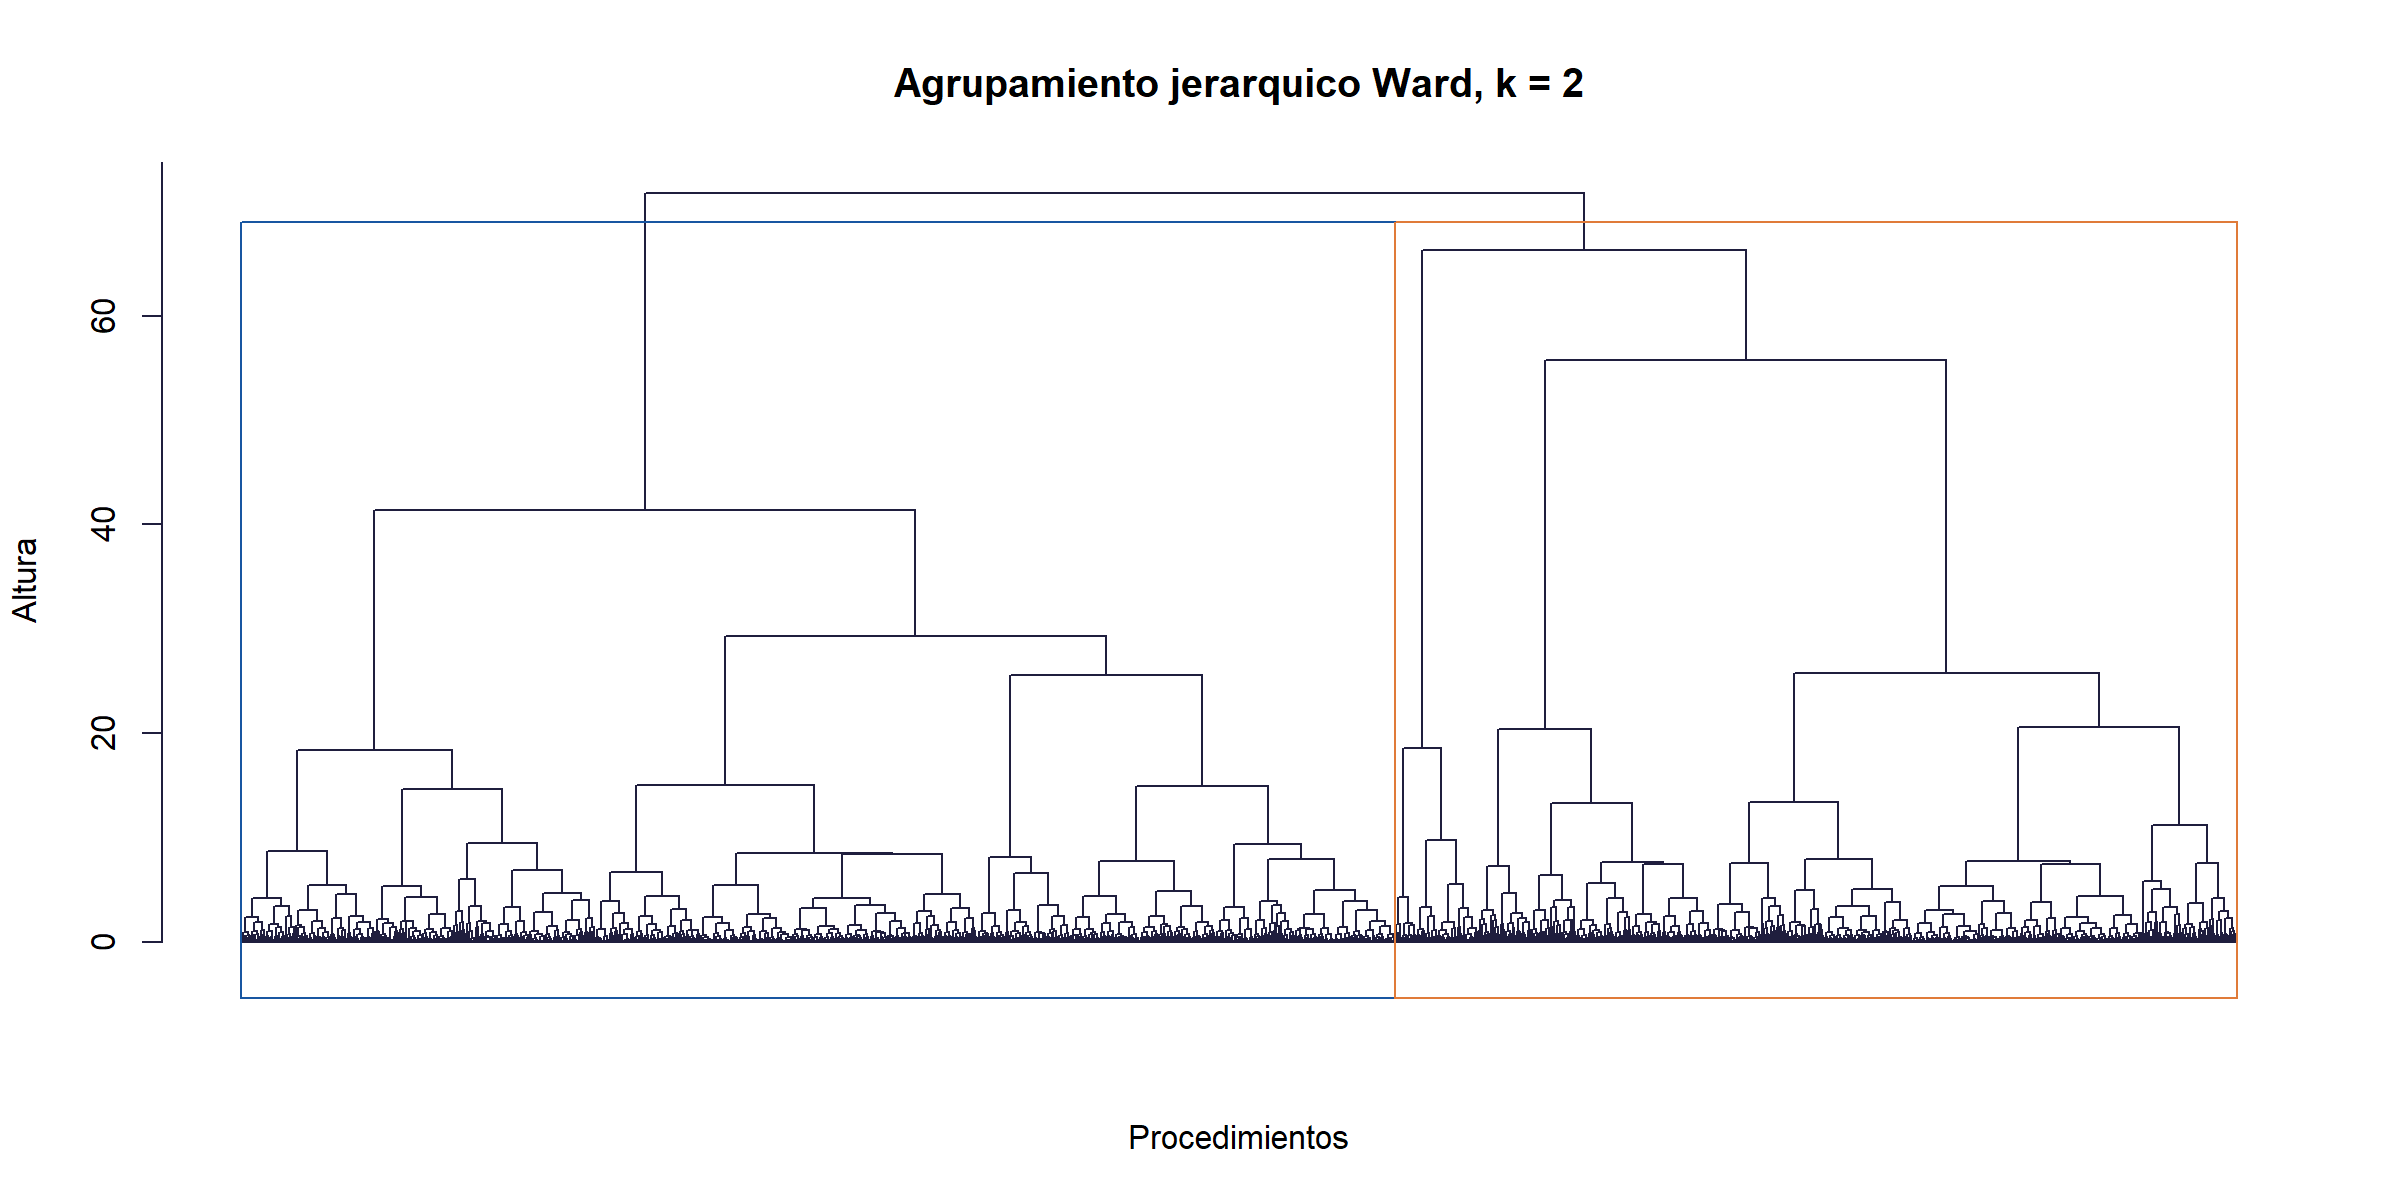 Agrupamiento jerarquico Ward, k = 2
60
40
20
0
Altura
Procedimientos